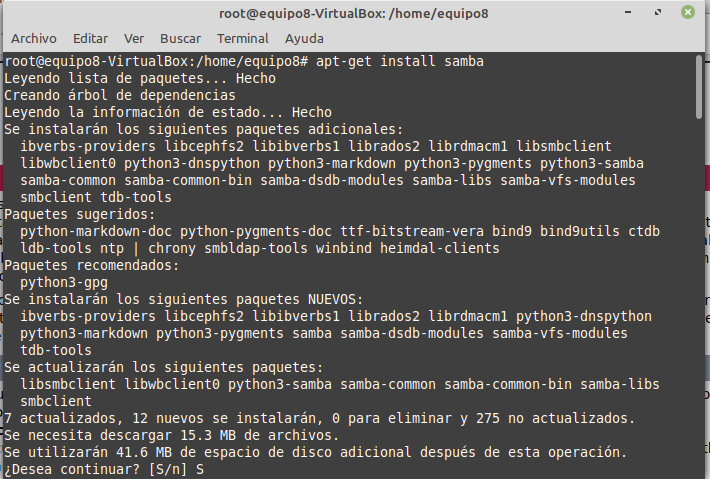 root@equipo8-VirtualBox: /home/equipo8
Archivo Editar Ver Buscar Terminal Ayuda
root@equipo8-VirtualBox:/home/equipo8# apt-get install samba
Leyendo lista de paquetes... Hecho
Creando árbol de dependencias
Leyendo la información de estado... Hecho
Se instalarán los siguientes paquetes adicionales:
  ibverbs-providers libcephfs2 libibverbs1 librados2 librdmacm1 libsmbclient
  libwbclient0 python3-dnspython python3-markdown python3-pygments python3-samba
  samba-common samba-common-bin samba-dsdb-modules samba-libs samba-vfs-modules
  smbclient tdb-tools
Paquetes sugeridos:
  python-markdown-doc python-pygments-doc ttf-bitstream-vera bind9 bind9utils ctdb
  ldb-tools ntp | chrony smbldap-tools winbind heimdal-clients
Paquetes recomendados:
  python3-gpg
Se instalarán los siguientes paquetes NUEVOS:
  ibverbs-providers libcephfs2 libibverbs1 librados2 librdmacm1 python3-dnspython
  python3-markdown python3-pygments samba samba-dsdb-modules samba-vfs-modules
  tdb-tools
Se actualizarán los siguientes paquetes:
  libsmbclient libwbclient0 python3-samba samba-common samba-common-bin samba-libs
  smbclient
7 actualizados, 12 nuevos se instalarán, 0 para eliminar y 275 no actualizados.
Se necesita descargar 15.3 MB de archivos.
Se utilizarán 41.6 MB de espacio de disco adicional después de esta operación.
¿Desea continuar? [S/n] S